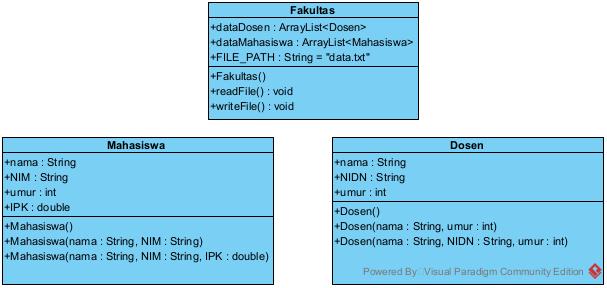 Fakultas
+dataDosen : ArrayList<Dosen>
+dataMahasiswa : ArrayList<Mahasiswa>
+FILE_PATH : String = "data.txt"
+Fakultas()
+readFile() : void
+writeFile() : void
Mahasiswa
+nama : String
+NIM : String
+umur : int
+IPK : double
+Mahasiswa()
+Mahasiswa(nama : String, NIM : String)
+Mahasiswa(nama : String, NIM : String, IPK : double)
Dosen
+nama : String
+NIDN : String
+umur : int
+Dosen()
+Dosen(nama : String, umur : int)
+Dosen(nama : String, NIDN : String, umur : int)
Powered By Visual Paradigm Community Edition